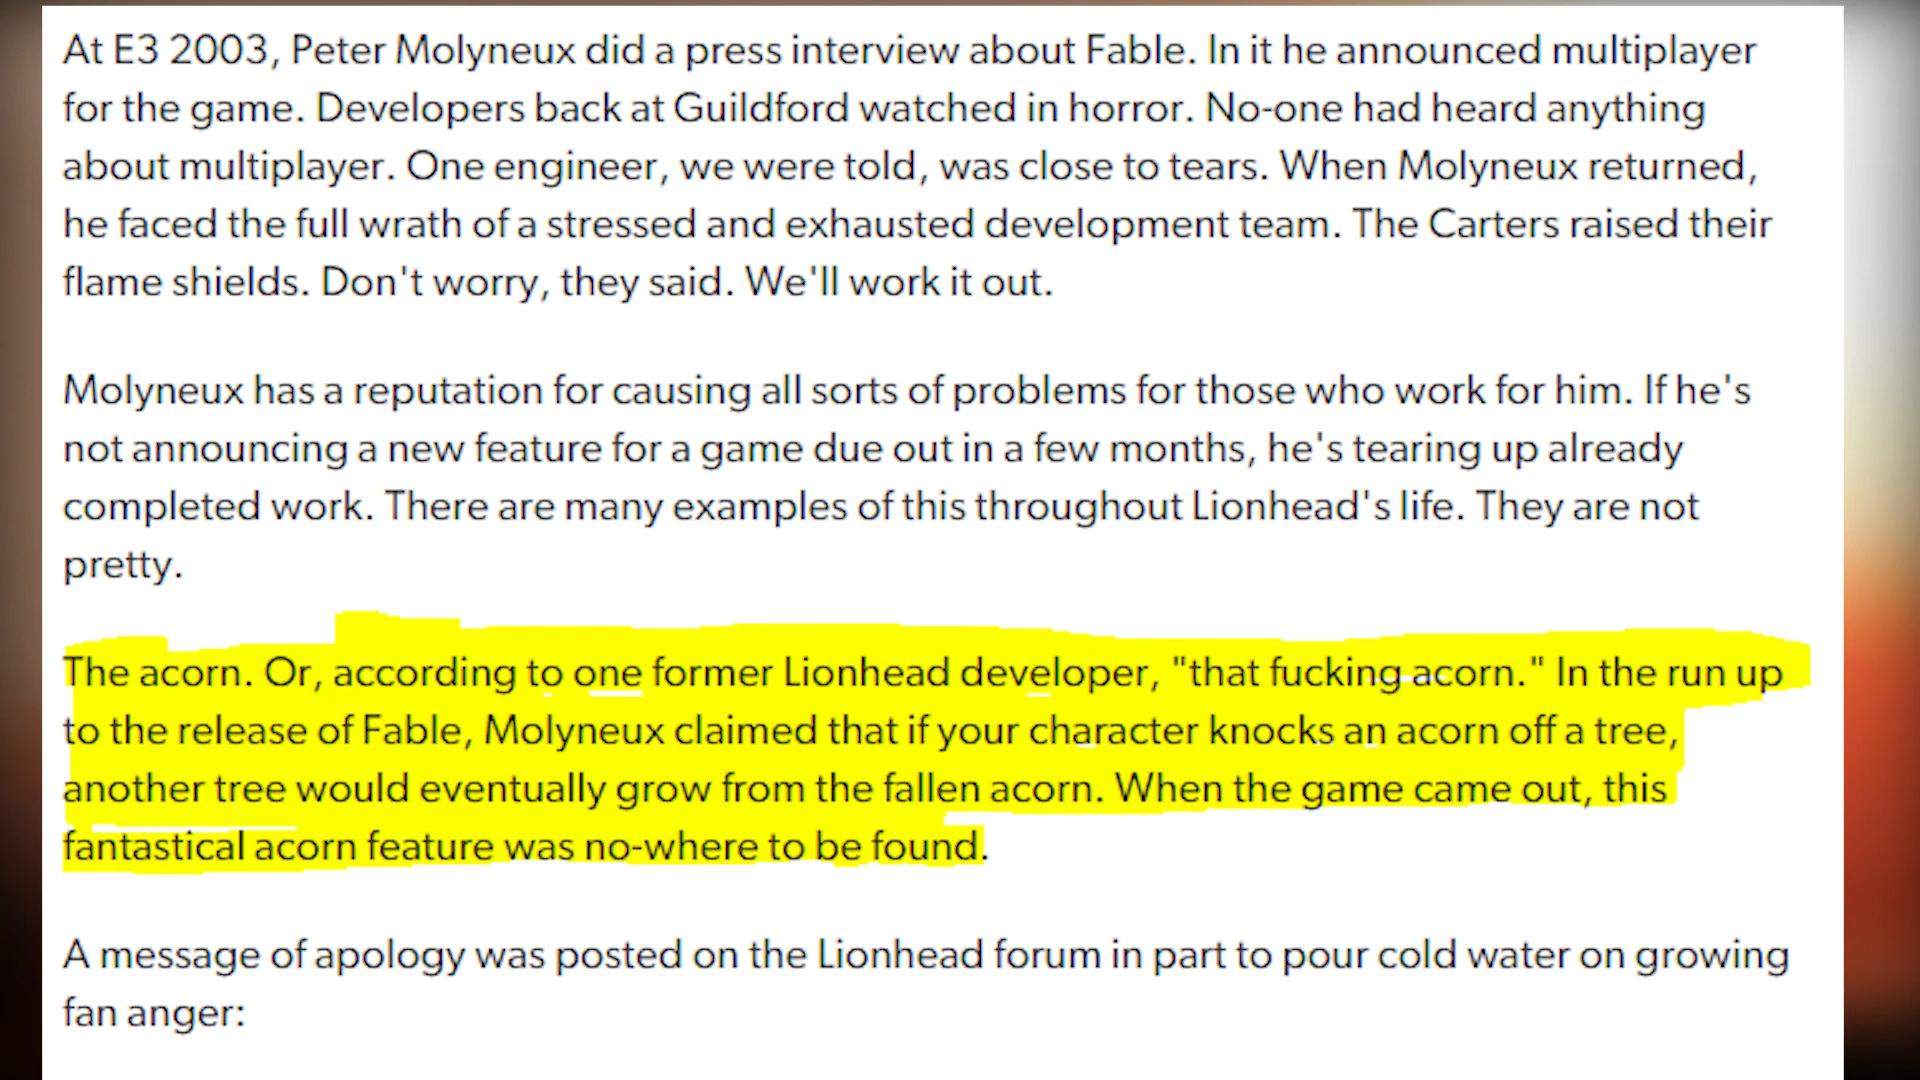 At E3 2003, Peter Molyneux did a press interview about Fable. In it he announced multiplayer
for the game. Developers back at Guildford watched in horror. No-one had heard anything
about multiplayer. One engineer, we were told, was close to tears. When Molyneux returned,
he faced the full wrath of a stressed and exhausted development team. The Carters raised their
flame shields. Don't worry, they said. We'll work it out.
Molyneux has a reputation for causing all sorts of problems for those who work for him. If he's
not announcing a new feature for a game due out in a few months, he's tearing up already
completed work. There are many examples of this throughout Lionhead's life. They are not
pretty.
The acorn. Or, according to one former Lionhead developer, "that fucking acorn." In the run up
to the release of Fable, Molyneux claimed that if your character knocks an acorn off a tree,
another tree would eventually grow from the fallen acorn. When the game came out, this
fantastical acorn feature was no-where to be found.
A message of apology was posted on the Lionhead forum in part to pour cold water on growing
fan anger: